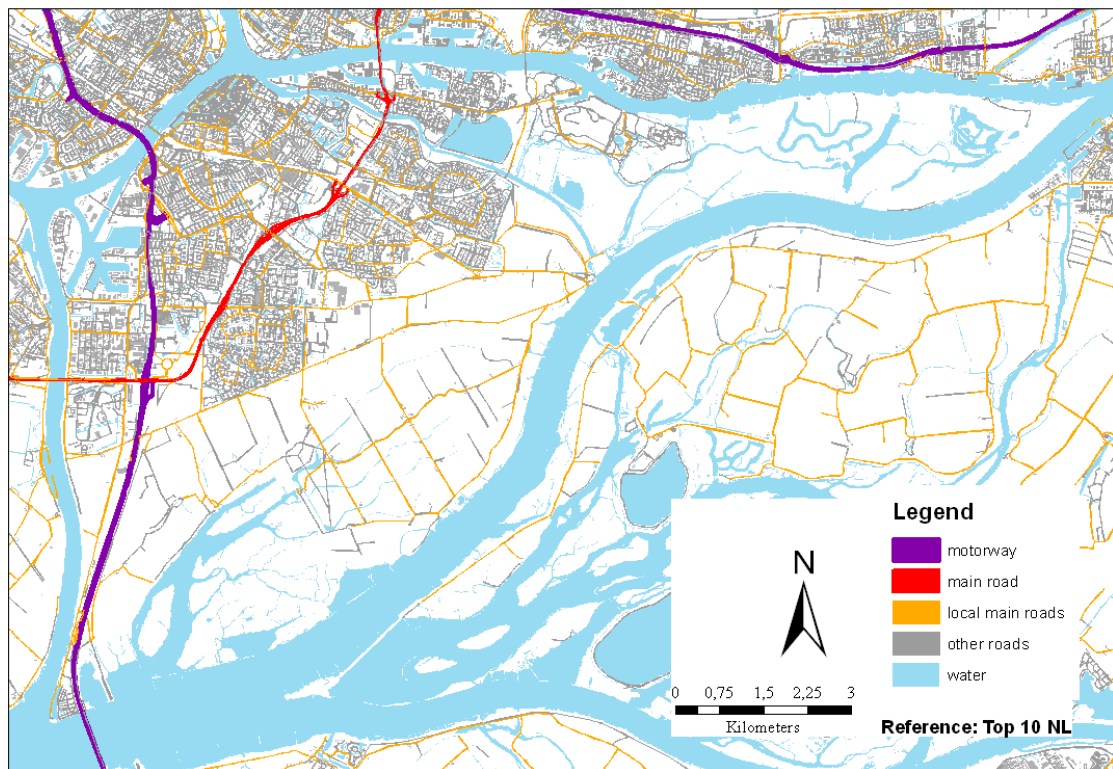 Legend
motorway
main road
local main roads
other roads
water
N
0 0,75 1,5 2,25 3
Kilometers
Reference: Top 10 NL